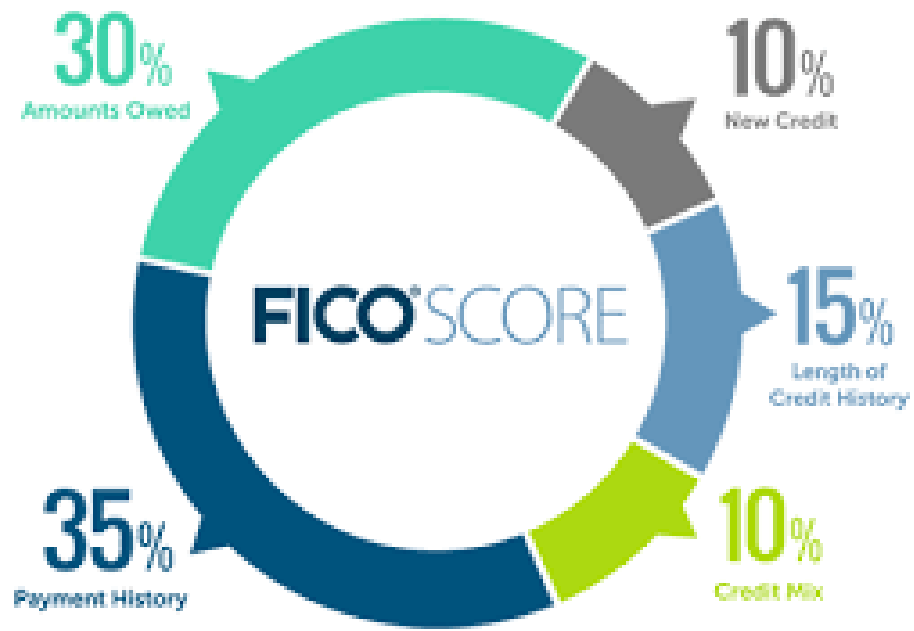 30%
Amounts Owed
10%
New Credit
FICO® SCORE
15%
Length of
Credit History
35%
Payment History
10%
Credit Mix